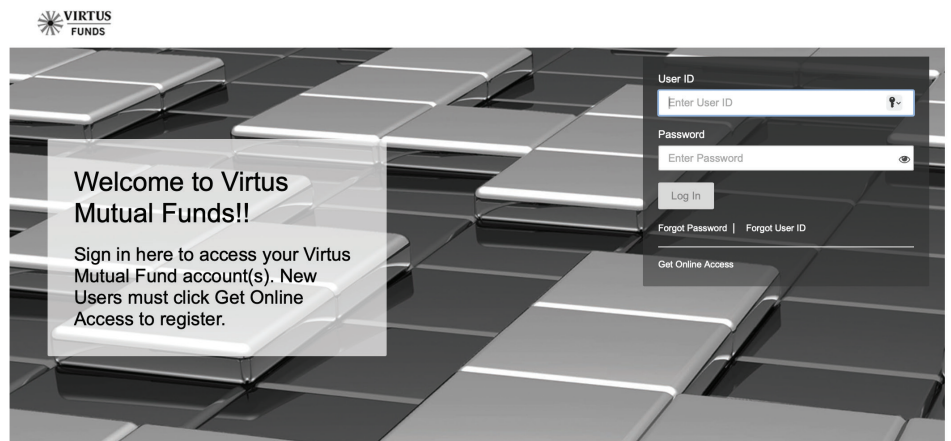 VIRTUS
FUNDS
User ID
Enter User ID
Password
Enter Password
Log In
Forgot Password | Forgot User ID
Get Online Access
Welcome to Virtus
Mutual Funds!!
Sign in here to access your Virtus
Mutual Fund account(s). New
Users must click Get Online
Access to register.